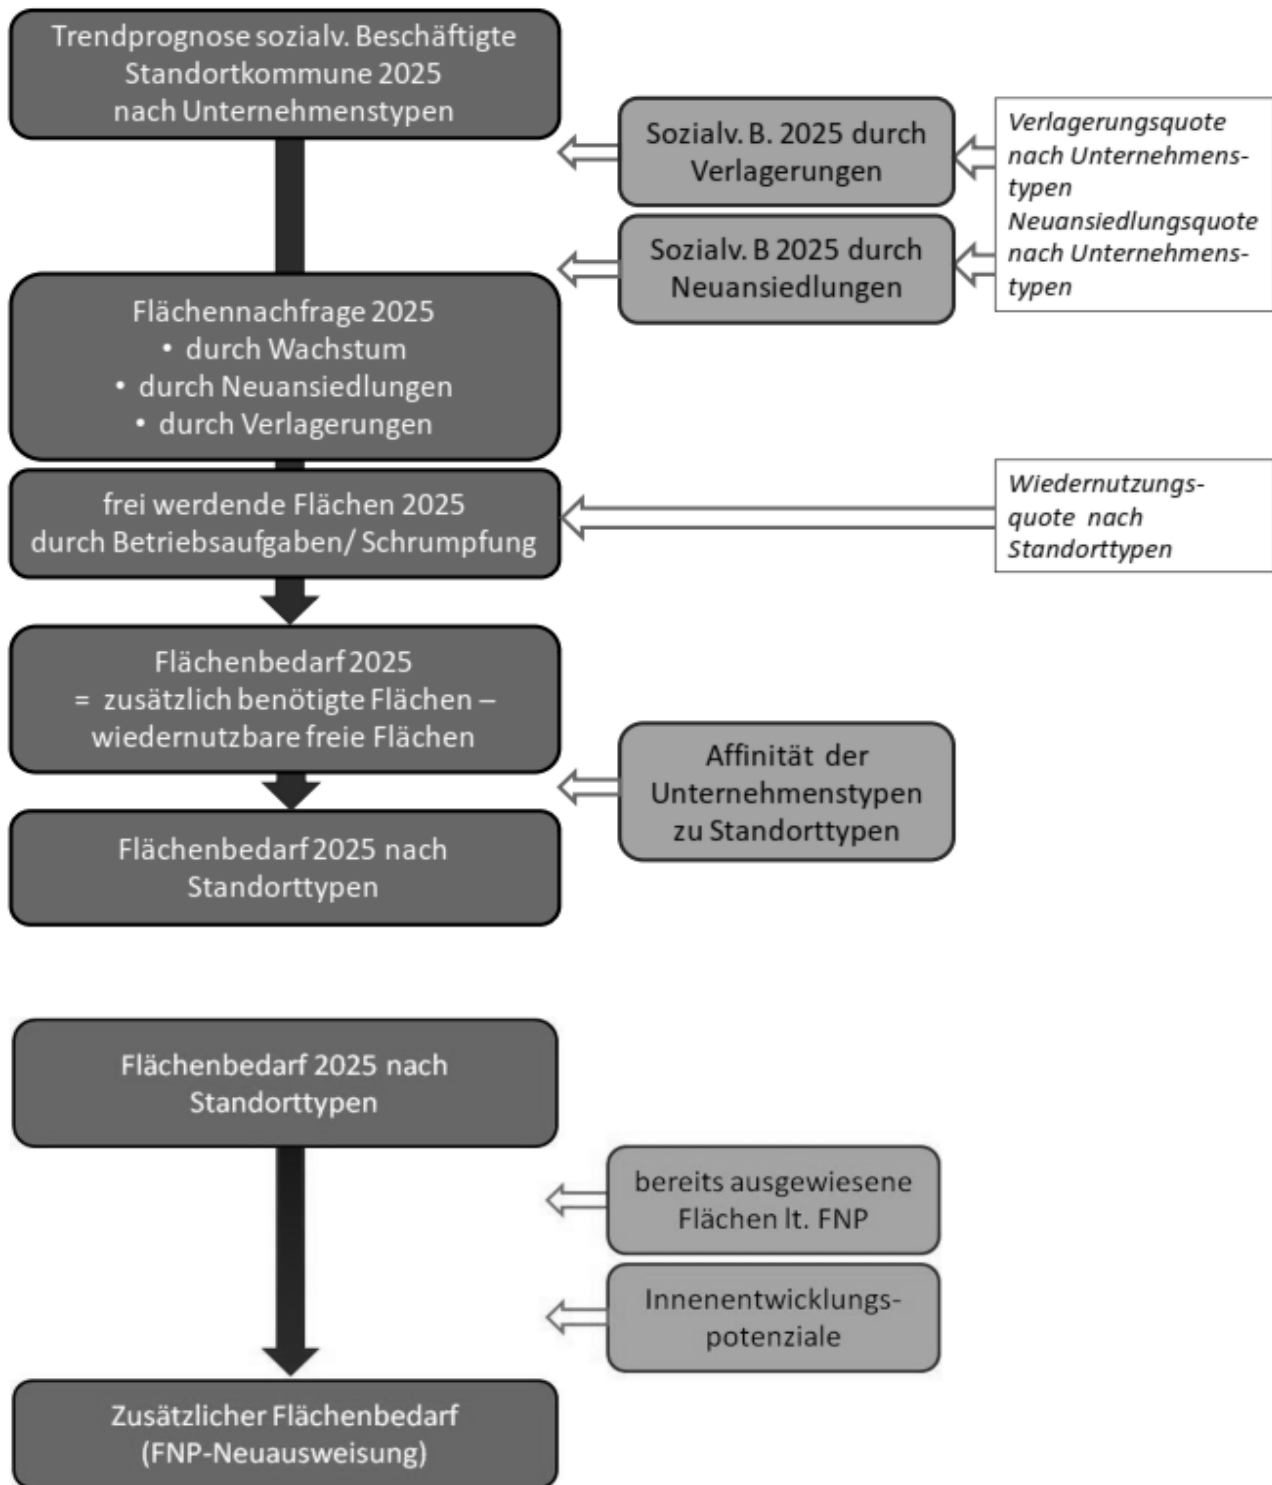 Trendprognose sozialv. Beschäftigte
Standortkommune 2025
nach Unternehmenstypen
Sozialv. B. 2025 durch
Verlagerungen
Verlagerungsquote
nach Unternehmens-
typen
Neuansiedlungsquote
nach Unternehmens-
typen
Sozialv. B 2025 durch
Neuansiedlungen
Flächennachfrage 2025
• durch Wachstum
• durch Neuansiedlungen
• durch Verlagerungen
frei werdende Flächen 2025
durch Betriebsaufgaben/ Schrumpfung
Wiedernutzungs-
quote nach
Standorttypen
Flächenbedarf 2025
= zusätzlich benötigte Flächen –
wiedernutzbare freie Flächen
Affinität der
Unternehmenstypen
zu Standorttypen
Flächenbedarf 2025 nach
Standorttypen
Flächenbedarf 2025 nach
Standorttypen
bereits ausgewiesene
Flächen lt. FNP
Innenentwicklungs-
potenziale
Zusätzlicher Flächenbedarf
(FNP-Neuausweisung)